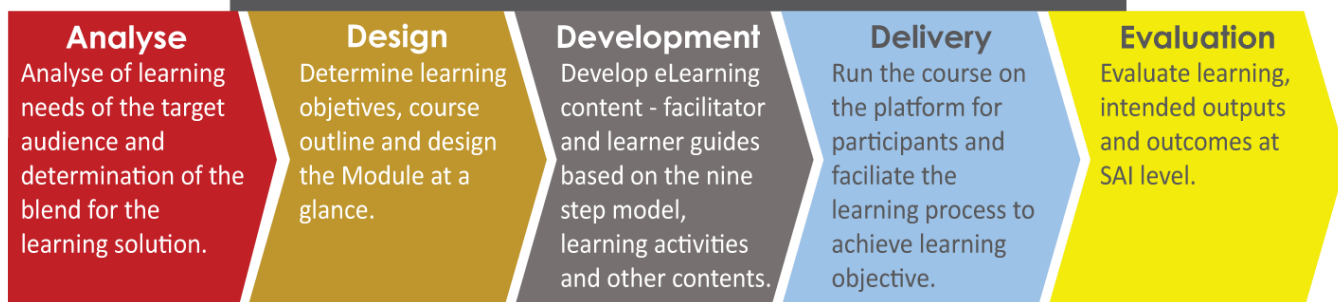 Analyse
Analyse of learning
needs of the target
audience and
determination of the
blend for the
learning solution.
Design
Determine learning
objetives, course
outline and design
the Module at a
glance.
Development
Develop eLearning
content - facilitator
and learner guides
based on the nine
step model,
learning activities
and other contents.
Delivery
Run the course on
the platform for
participants and
faciliate the
learning process to
achieve learning
objective.
Evaluation
Evaluate learning,
intended outputs
and outcomes at
SAI level.